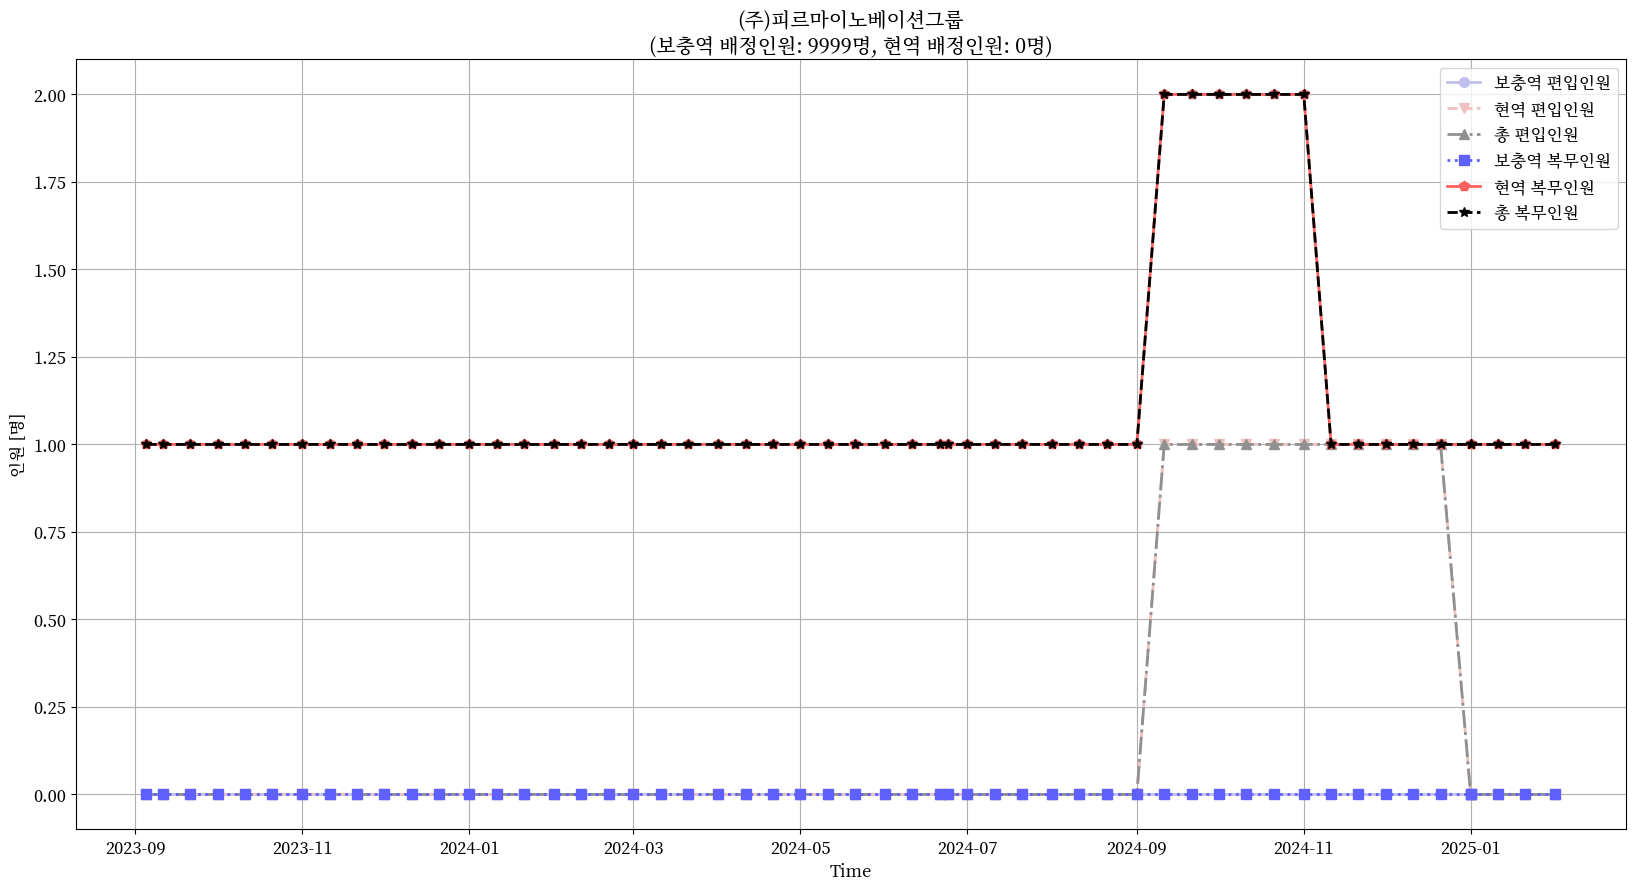 (주)피르마이노베이션그룹
(보충역 배정인원: 9999명, 현역 배정인원: 0명)
보충역 편입인원
현역 편입인원
총 편입인원
보충역 복무인원
현역 복무인원
총 복무인원
2.00
1.75
1.50
1.25
1.00
0.75
0.50
0.25
0.00
인원 [명]
2023-09 2023-11 2024-01 2024-03 2024-05 2024-07 2024-09 2024-11 2025-01
Time